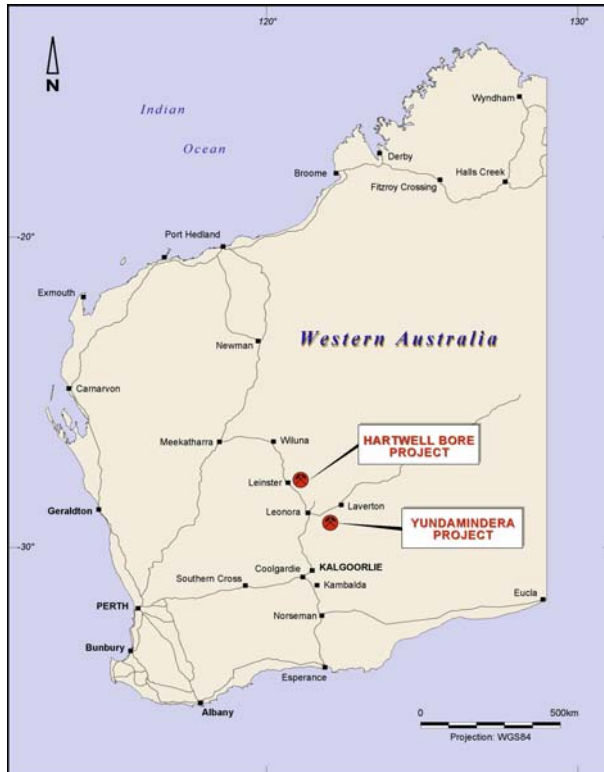 120°
130°
N
Indian
Ocean
Wyndham
Derby
Broome
Fitzroy Crossing
Halls Creek
-20°
Port Hedland
Exmouth
Newman
Western Australia
Carnarvon
Meekatharra
Wiluna
HARTWELL BORE
PROJECT
Leinster
Geraldton
Leonora
Laverton
YUNDAMINDERA
PROJECT
-30°
Coolgardie
KALGOORLIE
Southern Cross
Kambalda
PERTH
Eucla
Norseman
Bunbury
Esperance
Albany
0
500km
Projection: WGS84